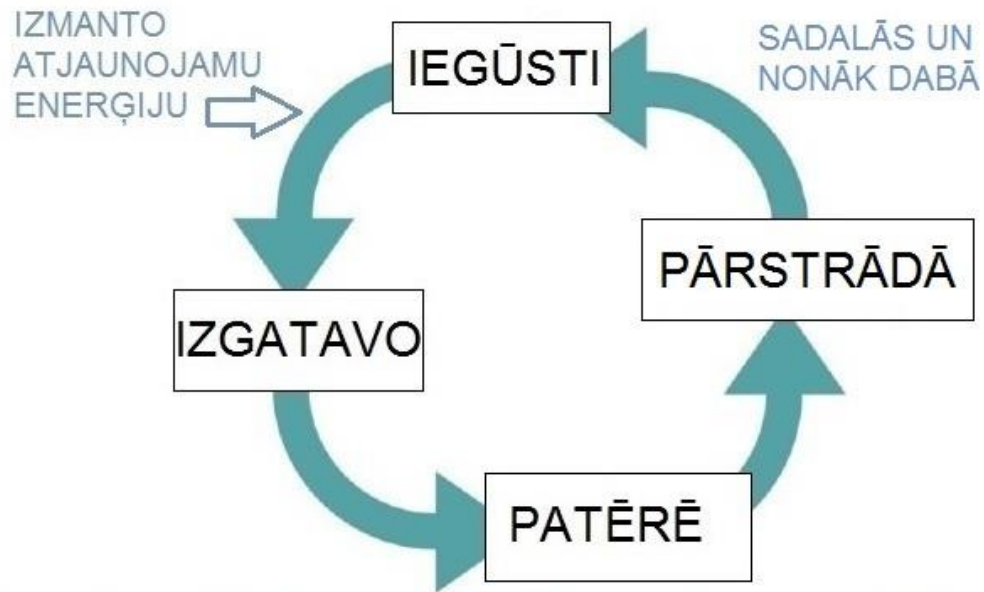 IZMANTO
ATJAUNOJAMU
ENERĢIJU
IEGŪSTI
SADALĀS UN
NONĀK DABĀ
PĀRSTRĀDĀ
IZGATAVO
PATĒRĒ